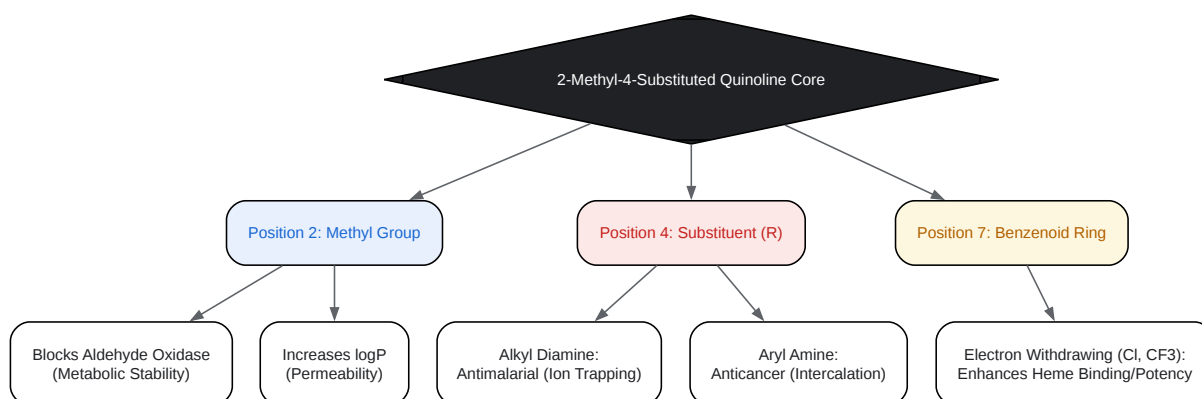 2-Methyl-4-Substituted Quinoline Core
Position 2: Methyl Group
Position 4: Substituent (R)
Position 7: Benzenoid Ring
Blocks Aldehyde Oxidase
(Metabolic Stability)
Increases logP
(Permeability)
Alkyl Diamine:
Antimalarial (Ion Trapping)
Aryl Amine:
Anticancer (Intercalation)
Electron Withdrawing (Cl, CF3):
Enhances Heme Binding/Potency